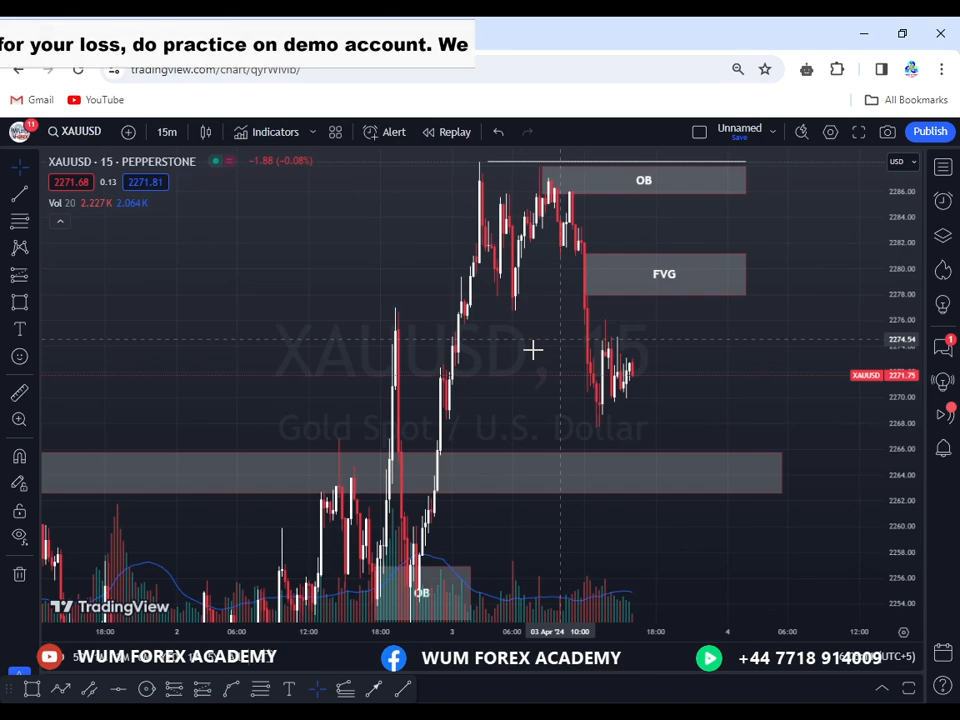 for your loss, do practice on demo account. We
tradingview.com/chart/qyrWIvIb/
Gmail YouTube All Bookmarks
11 XAUUSD 15m Indicators Alert Replay Unnamed Save Publish
XAUUSD · 15 · PEPPERSTONE −1.88 (−0.08%) USD
2271.68 0.13 2271.81
Vol 20 2.227K 2.064K
OB
FVG
XAUUSD, 15
Gold Spot / U.S. Dollar
OB
2286.00
2284.00
2282.00
2280.00
2278.00
2276.00
2274.54
XAUUSD 2271.75
2270.00
2268.00
2266.00
2264.00
2262.00
2260.00
2258.00
2256.00
2254.00
1
1
TradingView
18:00 2 06:00 12:00 18:00 3 06:00 03 Apr '24 10:00 18:00 4 06:00 12:00
WUM FOREX ACADEMY WUM FOREX ACADEMY +44 7718 914009 (UTC+5)